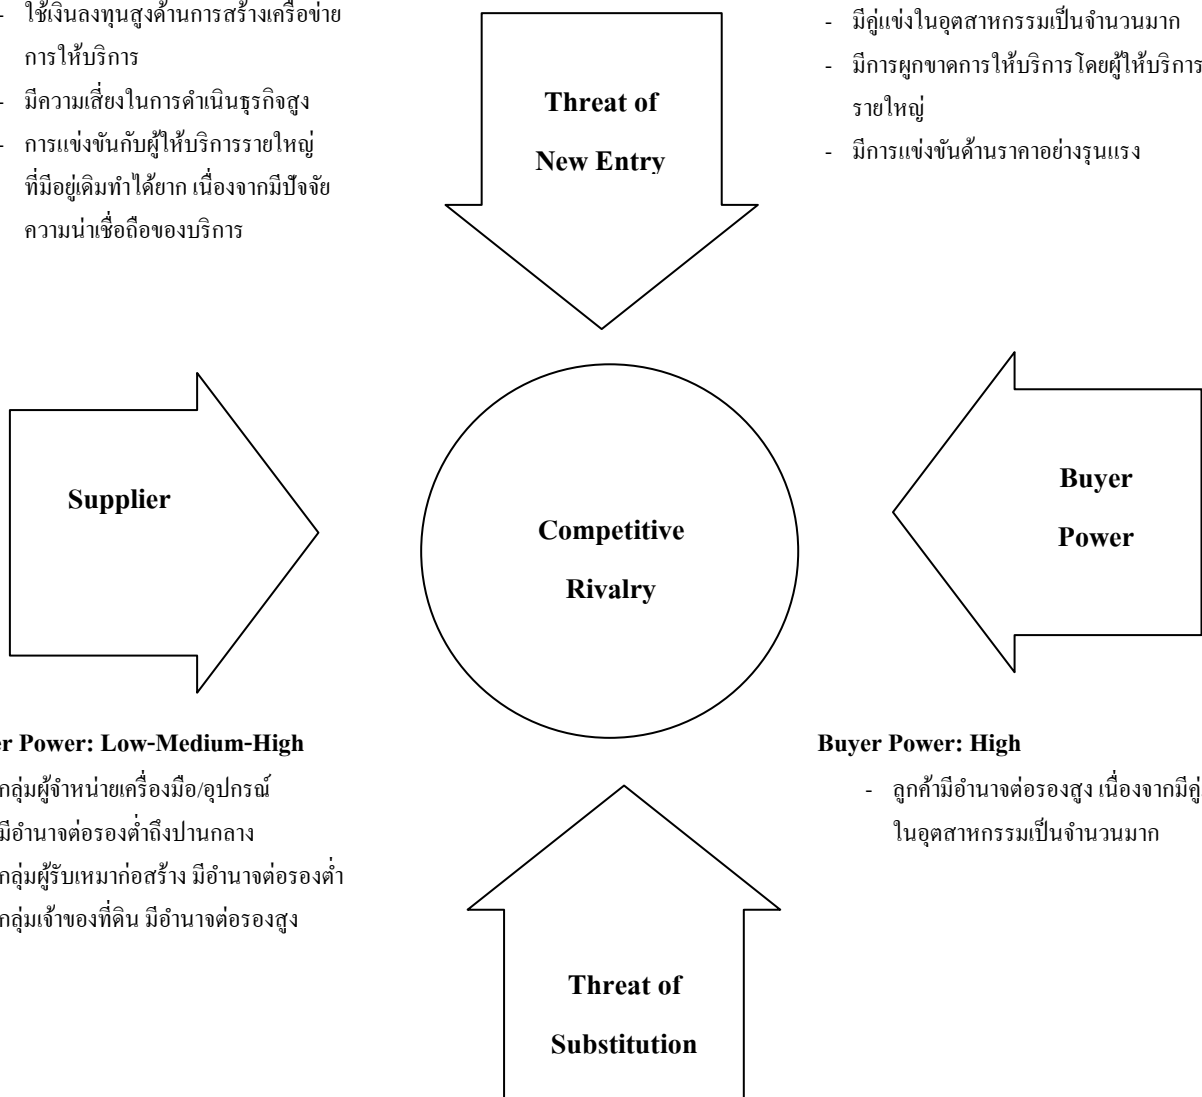 - ใช้เงินลงทุนสูงด้านการสร้างเครือข่าย
การให้บริการ
- มีความเสี่ยงในการดำเนินธุรกิจสูง
- การแข่งขันกับผู้ให้บริการรายใหญ่
ที่มีอยู่เดิมทำได้ยาก เนื่องจากมีปัจจัย
ความน่าเชื่อถือของบริการ
Threat of
New Entry
- มีคู่แข่งในอุตสาหกรรมเป็นจำนวนมาก
- มีการผูกขาดการให้บริการโดยผู้ให้บริการ
รายใหญ่
- มีการแข่งขันด้านราคาอย่างรุนแรง
Supplier
Competitive
Rivalry
Buyer
Power
er Power: Low-Medium-High
กลุ่มผู้จำหน่ายเครื่องมือ/อุปกรณ์
มีอำนาจต่อรองต่ำถึงปานกลาง
กลุ่มผู้รับเหมาก่อสร้าง มีอำนาจต่อรองต่ำ
กลุ่มเจ้าของที่ดิน มีอำนาจต่อรองสูง
Buyer Power: High
- ลูกค้ามีอำนาจต่อรองสูง เนื่องจากมีคู่
ในอุตสาหกรรมเป็นจำนวนมาก
Threat of
Substitution